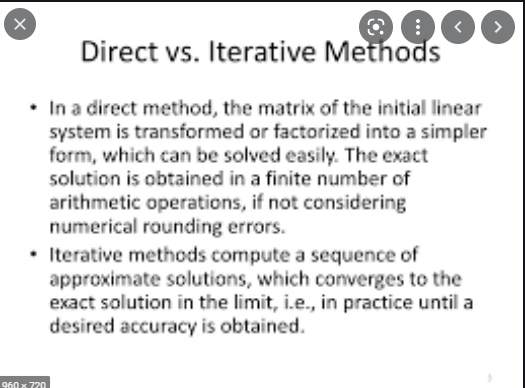 Direct vs. Iterative Methods
• In a direct method, the matrix of the initial linear
system is transformed or factorized into a simpler
form, which can be solved easily. The exact
solution is obtained in a finite number of
arithmetic operations, if not considering
numerical rounding errors.
• Iterative methods compute a sequence of
approximate solutions, which converges to the
exact solution in the limit, i.e., in practice until a
desired accuracy is obtained.
960 × 720